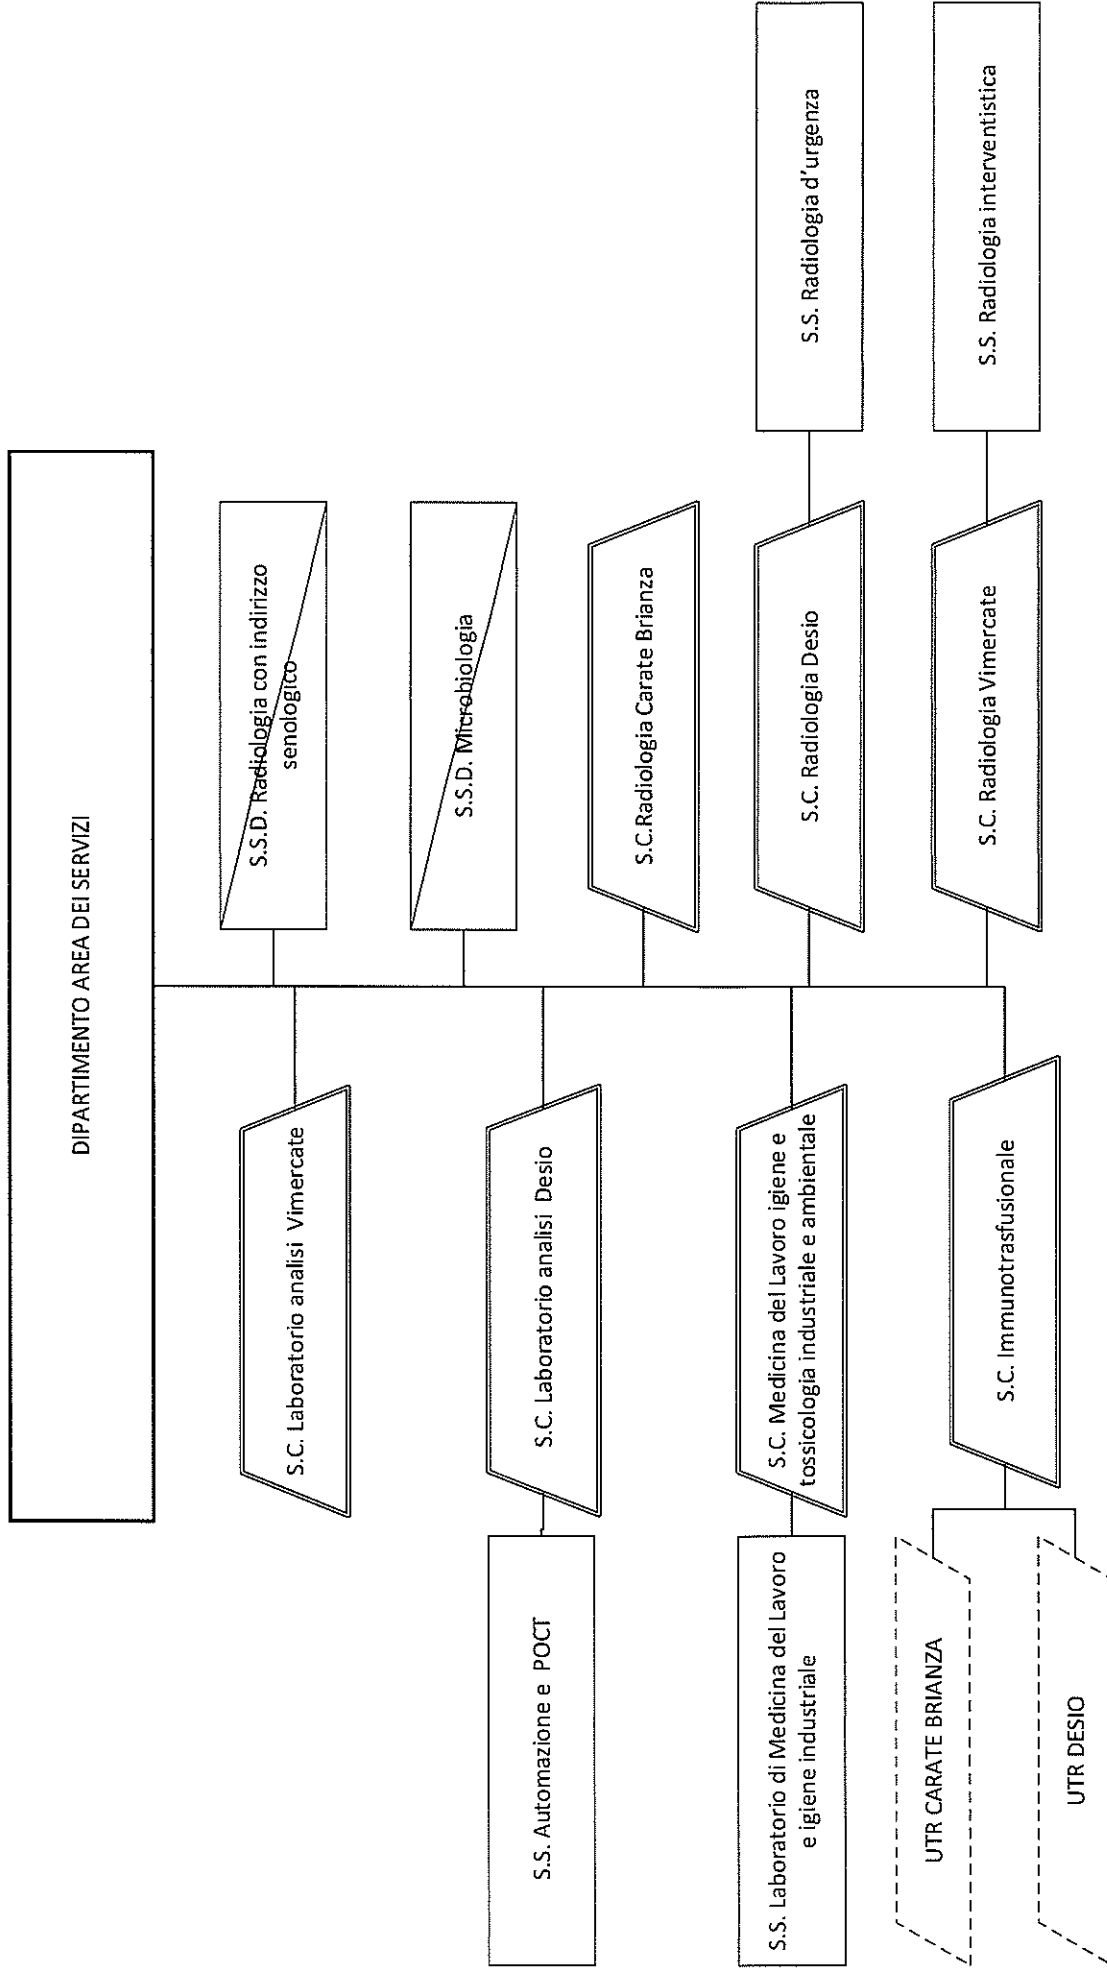 DIPARTIMENTO AREA DEI SERVIZI
S.C. Laboratorio analisi Vimercate
S.S.D. Radiologia con indirizzo
senologico
S.S. Automazione e POCT
S.C. Laboratorio analisi Desio
S.S.D. Microbiologia
S.C.Radiologia Carate Brianza
S.S. Laboratorio di Medicina del Lavoro
e igiene industriale
S.C. Medicina del Lavoro igiene e
tossicologia industriale e ambientale
S.C. Radiologia Desio
S.S. Radiologia d'urgenza
UTR CARATE BRIANZA
UTR DESIO
S.C. Immunotrasfusionale
S.C. Radiologia Vimercate
S.S. Radiologia interventistica